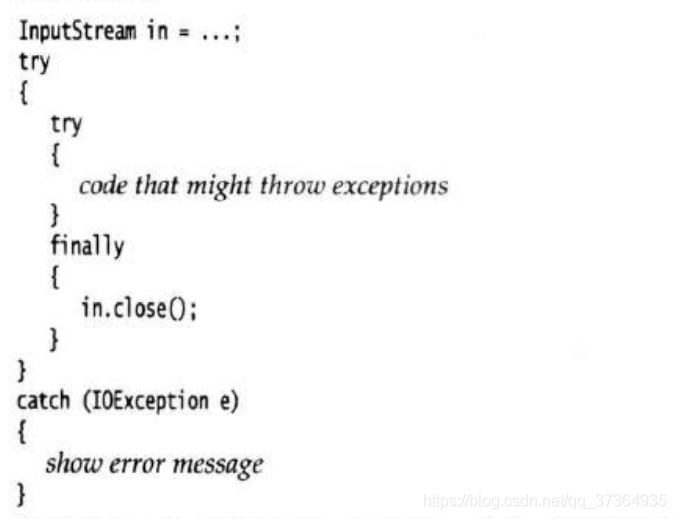 InputStream in = ...;
try
{
try
{
code that might throw exceptions
}
finally
{
in.close();
}
}
catch (IOException e)
{
show error message
}
https://blog.csdn.net/qq_37364935